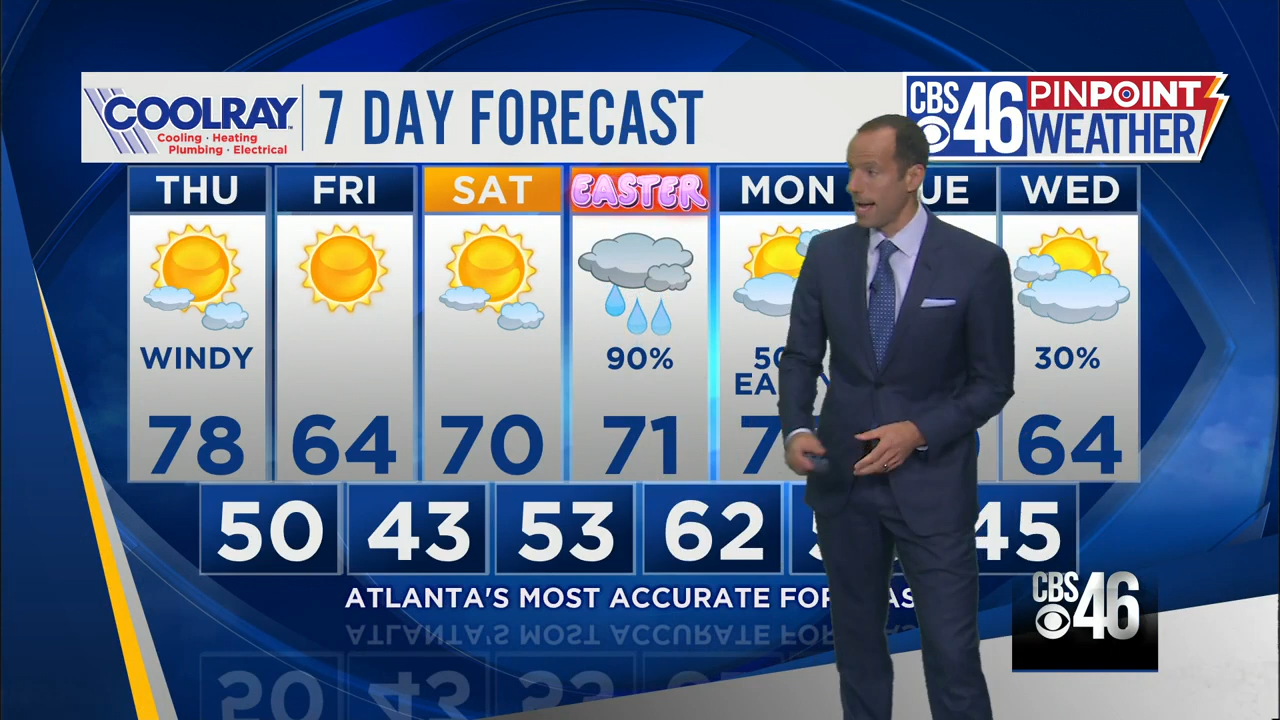 COOLRAY
Cooling · Heating
Plumbing · Electrical
7 DAY FORECAST
CBS 46 PINPOINT WEATHER
THU FRI SAT EASTER MON WED
WINDY 90% 30%
78 64 70 71 64
50 43 53 62 45
ATLANTA'S MOST ACCURATE
CBS 46